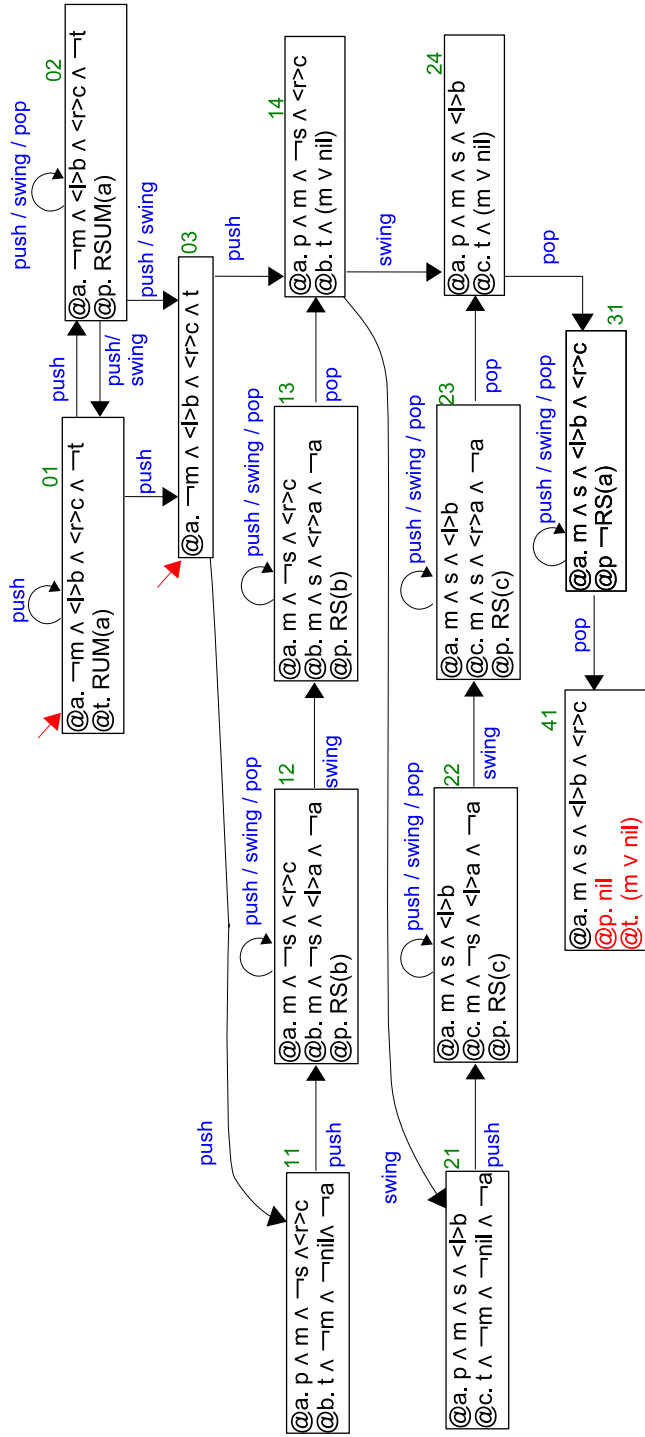 push
01
@a. ¬m ∧ <l>b ∧ <r>c ∧ ¬t
@t. RUM(a)
push
push/
swing
push / swing / pop
02
@a. ¬m ∧ <l>b ∧ <r>c ∧ ¬t
@p. RSUM(a)
push
push / swing
03
@a. ¬m ∧ <l>b ∧ <r>c ∧ t
push
push
11
@a. p ∧ m ∧ ¬s ∧<r>c
@b. t ∧ ¬m ∧ ¬nil∧ ¬a
push
push / swing / pop
12
@a. m ∧ ¬s ∧ <r>c
@b. m ∧ ¬s ∧ <l>a ∧ ¬a
@p. RS(b)
swing
push / swing / pop
13
@a. m ∧ ¬s ∧ <r>c
@b. m ∧ s ∧ <r>a ∧ ¬a
@p. RS(b)
pop
14
@a. p ∧ m ∧ ¬s ∧ <r>c
@b. t ∧ (m ∨ nil)
swing
swing
21
@a. p ∧ m ∧ s ∧ <l>b
@c. t ∧ ¬m ∧ ¬nil ∧ ¬a
push
push / swing / pop
22
@a. m ∧ s ∧ <l>b
@c. m ∧ ¬s ∧ <l>a ∧ ¬a
@p. RS(c)
swing
push / swing / pop
23
@a. m ∧ s ∧ <l>b
@c. m ∧ s ∧ <r>a ∧ ¬a
@p. RS(c)
pop
24
@a. p ∧ m ∧ s ∧ <l>b
@c. t ∧ (m ∨ nil)
pop
push / swing / pop
31
@a. m ∧ s ∧ <l>b ∧ <r>c
@p ¬RS(a)
pop
41
@a. m ∧ s ∧ <l>b ∧ <r>c
@p. nil
@t. (m ∨ nil)